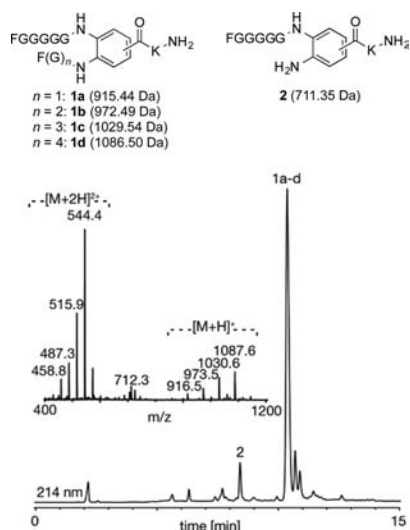 H
FGGGGG-N
O
NH₂
K
F(G)ₙ-NH
n = 1: 1a (915.44 Da)
n = 2: 1b (972.49 Da)
n = 3: 1c (1029.54 Da)
n = 4: 1d (1086.50 Da)
H
FGGGGG-N
O
NH₂
K
H₂N
2 (711.35 Da)
1a-d
[M+2H]²⁺
544.4
515.9
487.3
458.8
712.3
[M+H]⁺
1087.6
1030.6
973.5
916.5
400
m/z
1200
2
214 nm
0
time [min]
15